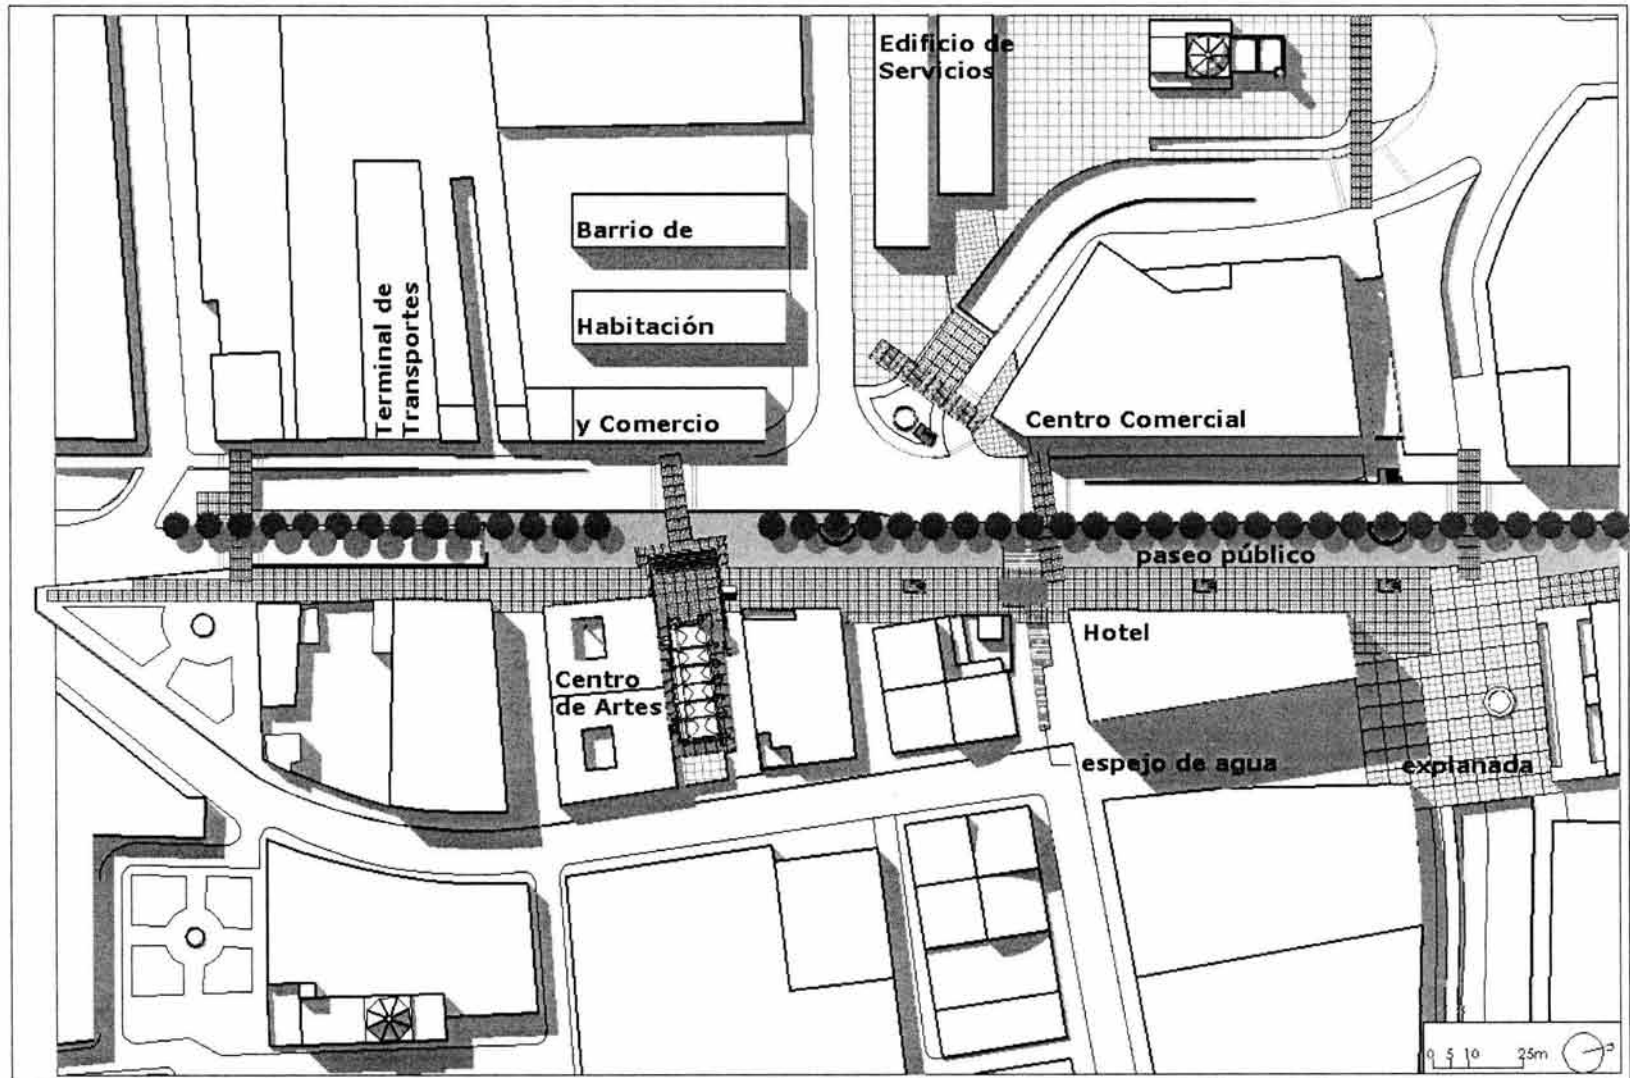 Edificio de
Servicios
Barrio de
Habitación
y Comercio
Terminal de
Transportes
Centro Comercial
paseo público
Hotel
Centro
de Artes
espejo de agua
explanada
0 5 10 25m